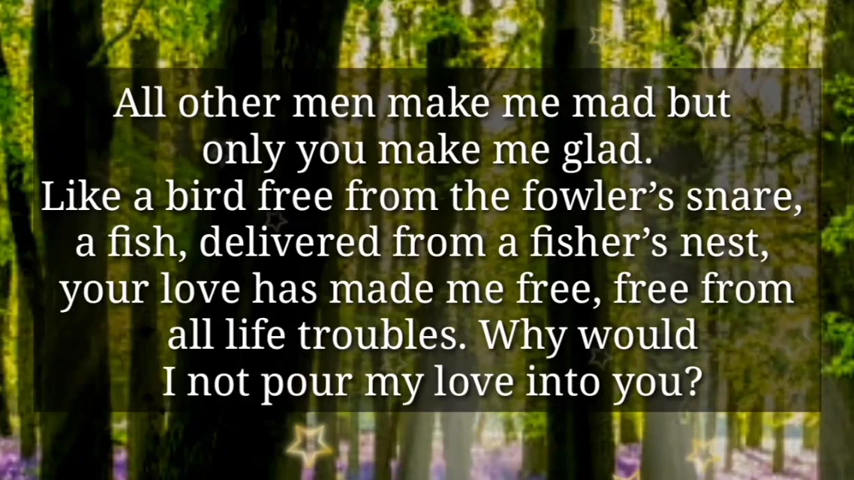 All other men make me mad but
only you make me glad.
Like a bird free from the fowler’s snare,
a fish, delivered from a fisher’s nest,
your love has made me free, free from
all life troubles. Why would
I not pour my love into you?